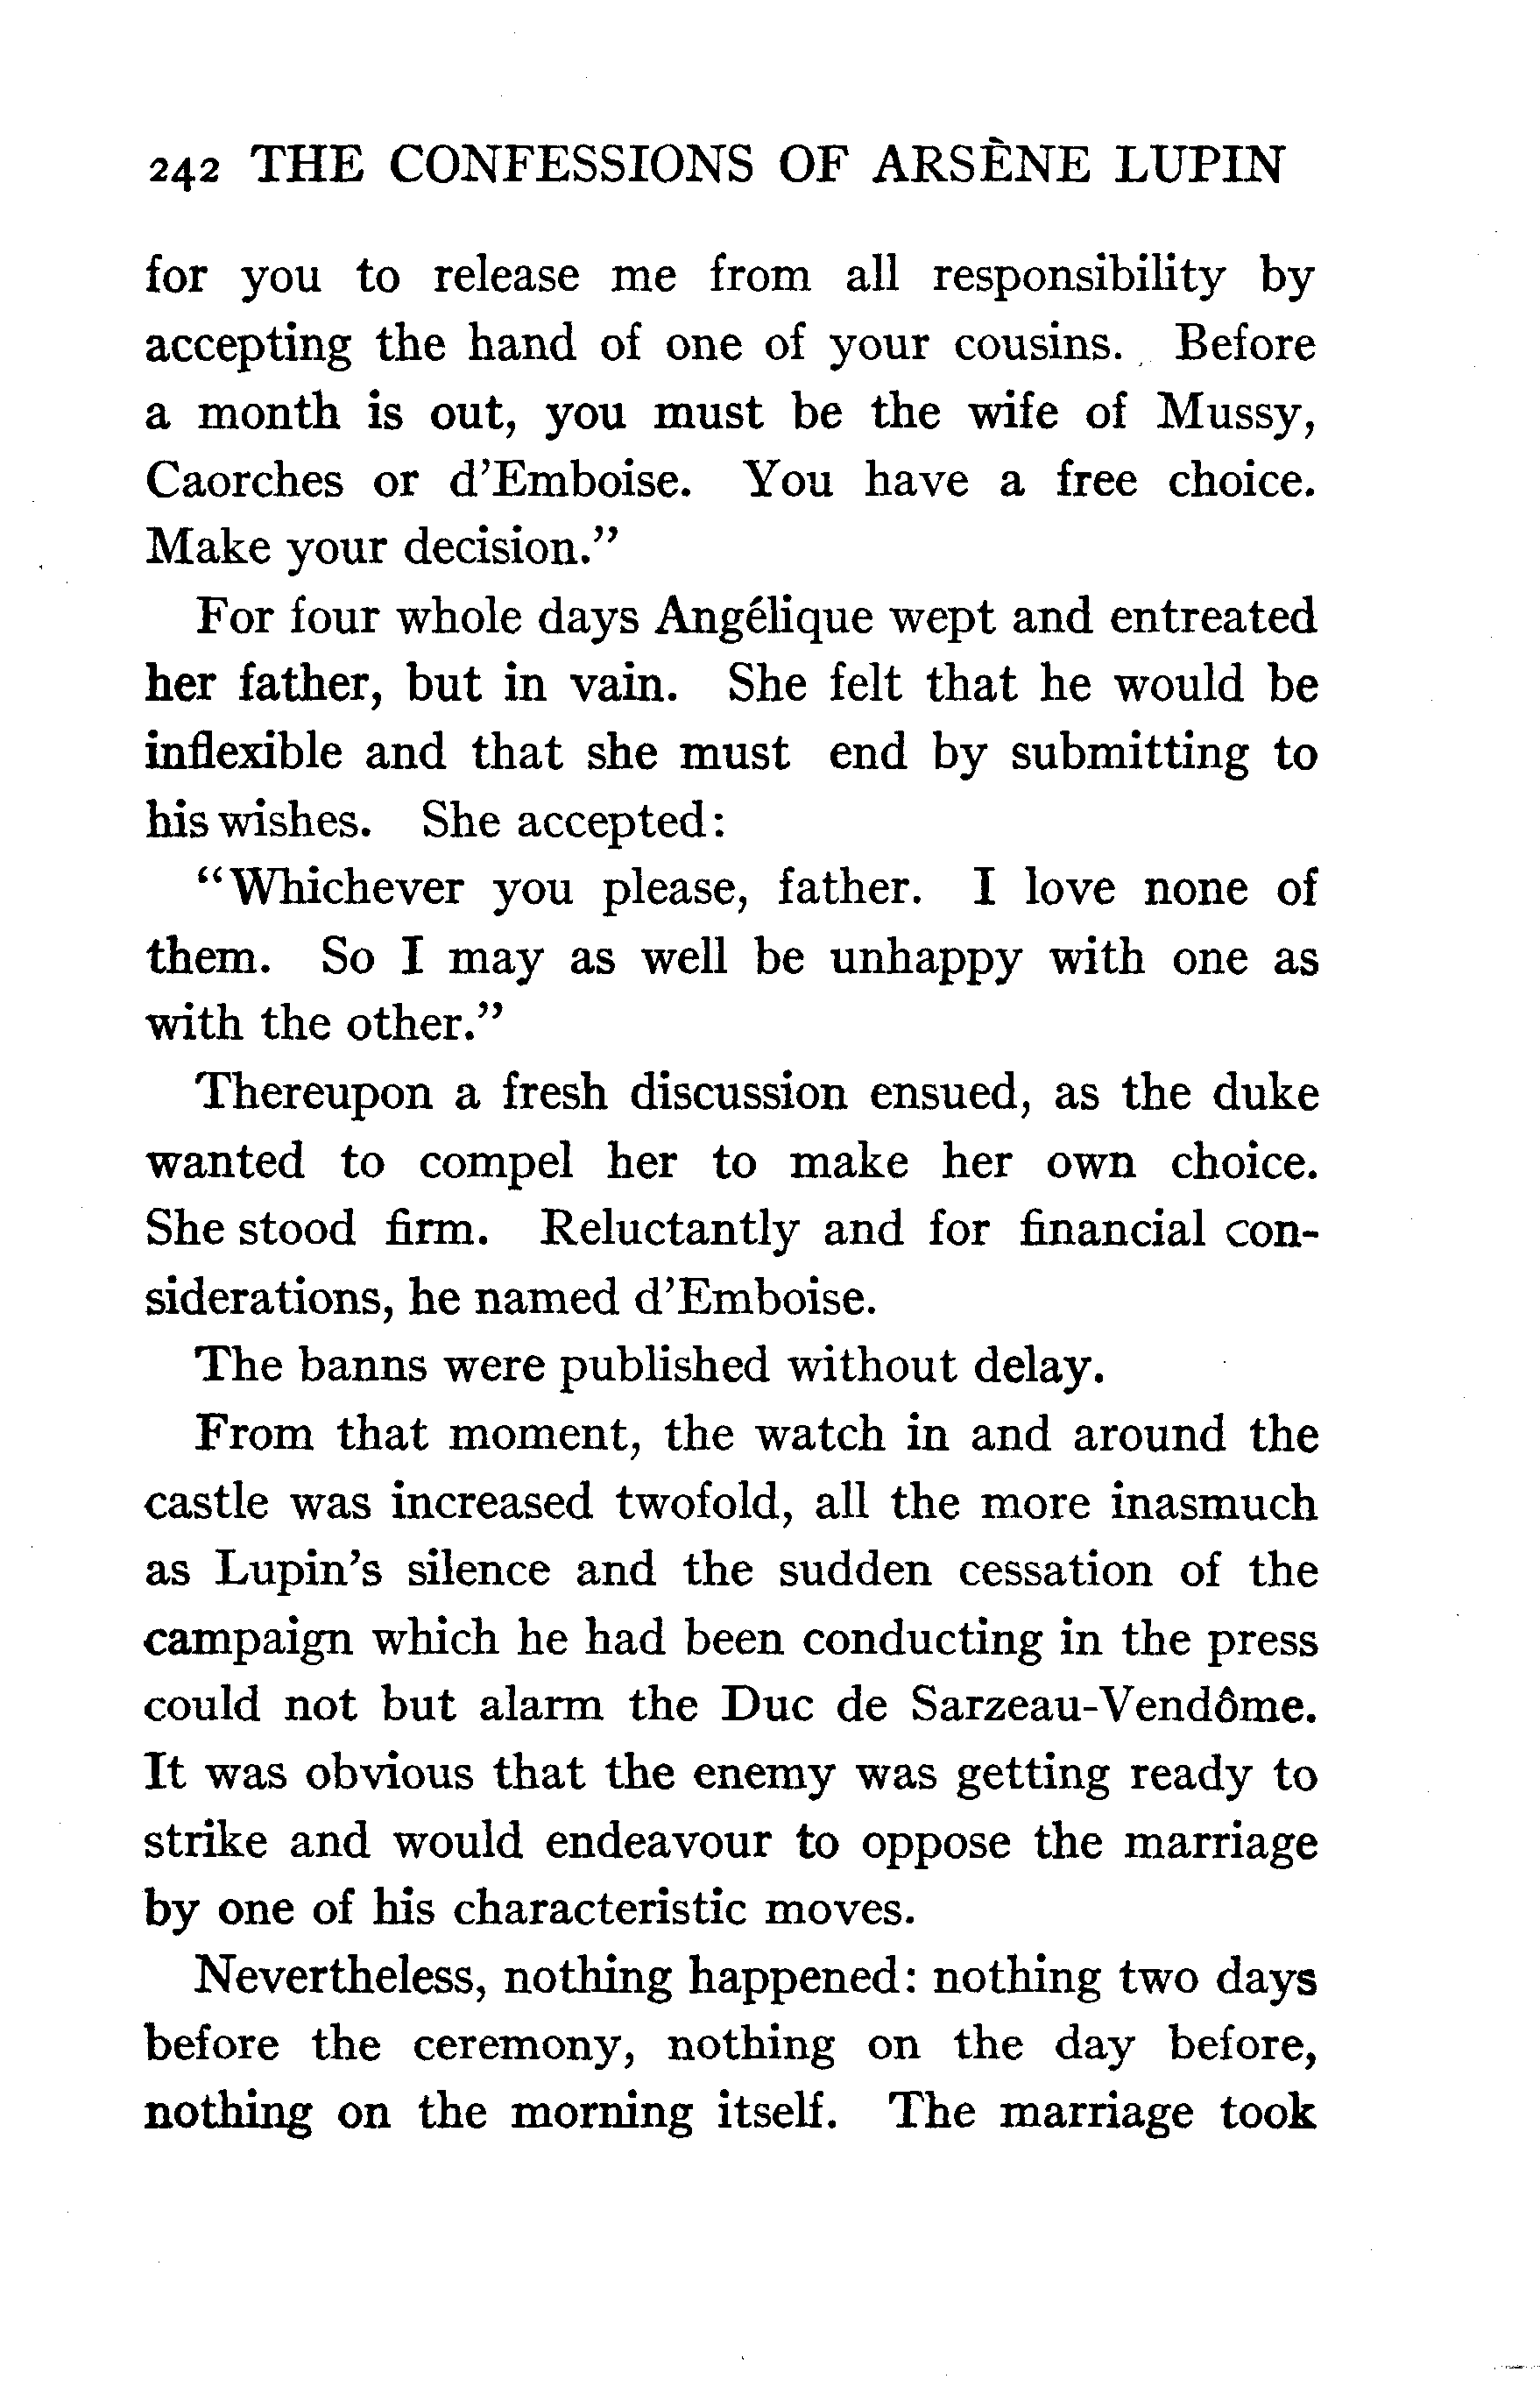 242 THE CONFESSIONS OF ARSÈNE LUPIN
for you to release me from all responsibility by
accepting the hand of one of your cousins. Before
a month is out, you must be the wife of Mussy,
Caorches or d'Emboise. You have a free choice.
Make your decision."
For four whole days Angélique wept and entreated
her father, but in vain. She felt that he would be
inflexible and that she must end by submitting to
his wishes. She accepted:
"Whichever you please, father. I love none of
them. So I may as well be unhappy with one as
with the other."
Thereupon a fresh discussion ensued, as the duke
wanted to compel her to make her own choice.
She stood firm. Reluctantly and for financial con-
siderations, he named d'Emboise.
The banns were published without delay.
From that moment, the watch in and around the
castle was increased twofold, all the more inasmuch
as Lupin's silence and the sudden cessation of the
campaign which he had been conducting in the press
could not but alarm the Duc de Sarzeau-Vendôme.
It was obvious that the enemy was getting ready to
strike and would endeavour to oppose the marriage
by one of his characteristic moves.
Nevertheless, nothing happened: nothing two days
before the ceremony, nothing on the day before,
nothing on the morning itself. The marriage took